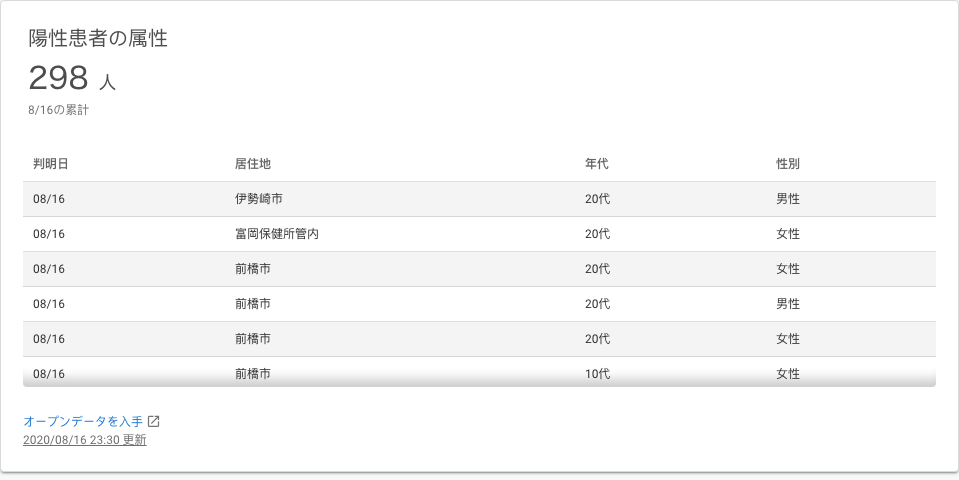 陽性患者の属性
298 人
8/16の累計
判明日 居住地 年代 性別
08/16 伊勢崎市 20代 男性
08/16 富岡保健所管内 20代 女性
08/16 前橋市 20代 女性
08/16 前橋市 20代 男性
08/16 前橋市 20代 女性
08/16 前橋市 10代 女性
オープンデータを入手
2020/08/16 23:30 更新